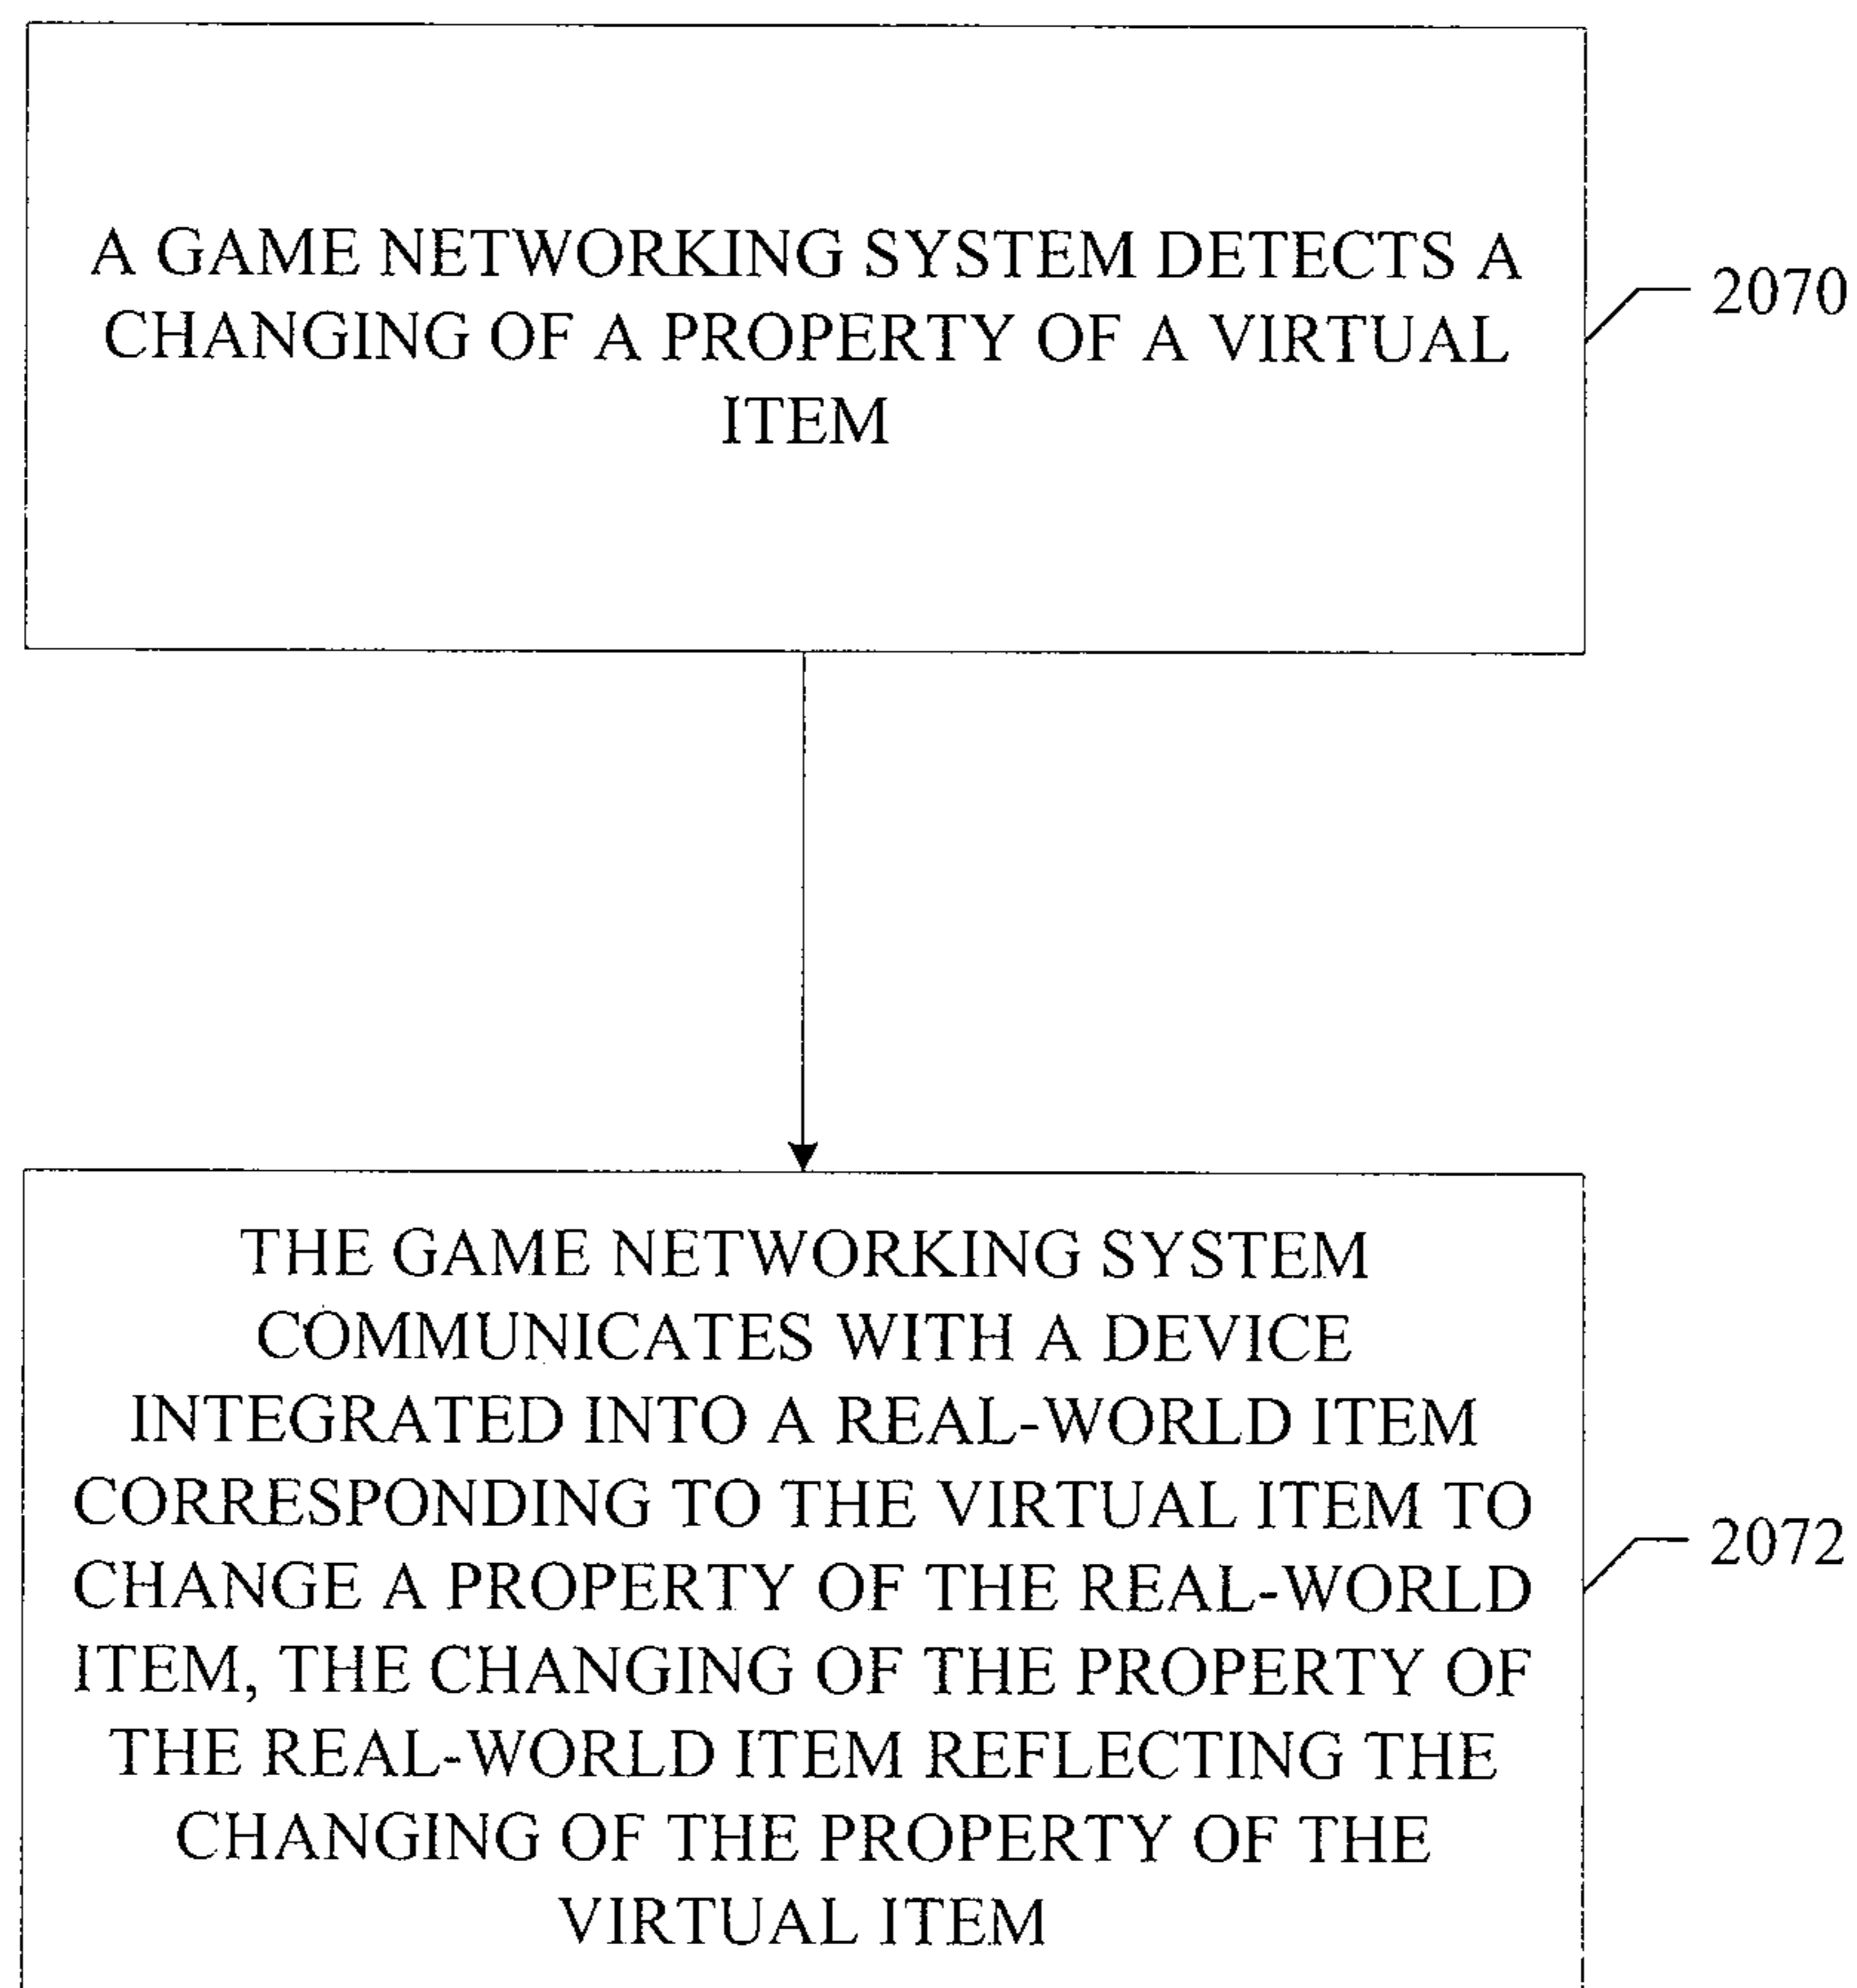 A GAME NETWORKING SYSTEM DETECTS A
CHANGING OF A PROPERTY OF A VIRTUAL
ITEM
2070
THE GAME NETWORKING SYSTEM
COMMUNICATES WITH A DEVICE
INTEGRATED INTO A REAL-WORLD ITEM
CORRESPONDING TO THE VIRTUAL ITEM TO
CHANGE A PROPERTY OF THE REAL-WORLD
ITEM, THE CHANGING OF THE PROPERTY OF
THE REAL-WORLD ITEM REFLECTING THE
CHANGING OF THE PROPERTY OF THE
VIRTUAL ITEM
2072